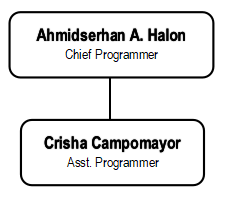 Ahmidserhan A. Halon
Chief Programmer
Crisha Campomayor
Asst. Programmer